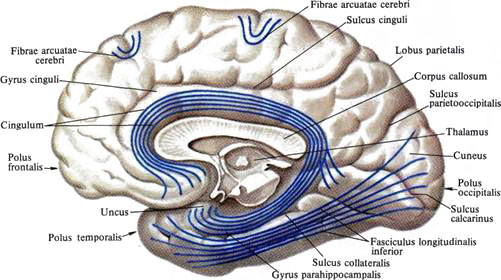 Fibrae arcuatae cerebri
Sulcus cinguli
Fibrae arcuatae
cerebri
Lobus parietalis
Gyrus cinguli
Corpus callosum
Sulcus
parietooccipitalis
Cingulum
Thalamus
Cuneus
Polus
frontalis
Polus
occipitalis
Uncus
Sulcus
calcarinus
Polus temporalis
Fasciculus longitudinalis
inferior
Sulcus collateralis
Gyrus parahippocampalis